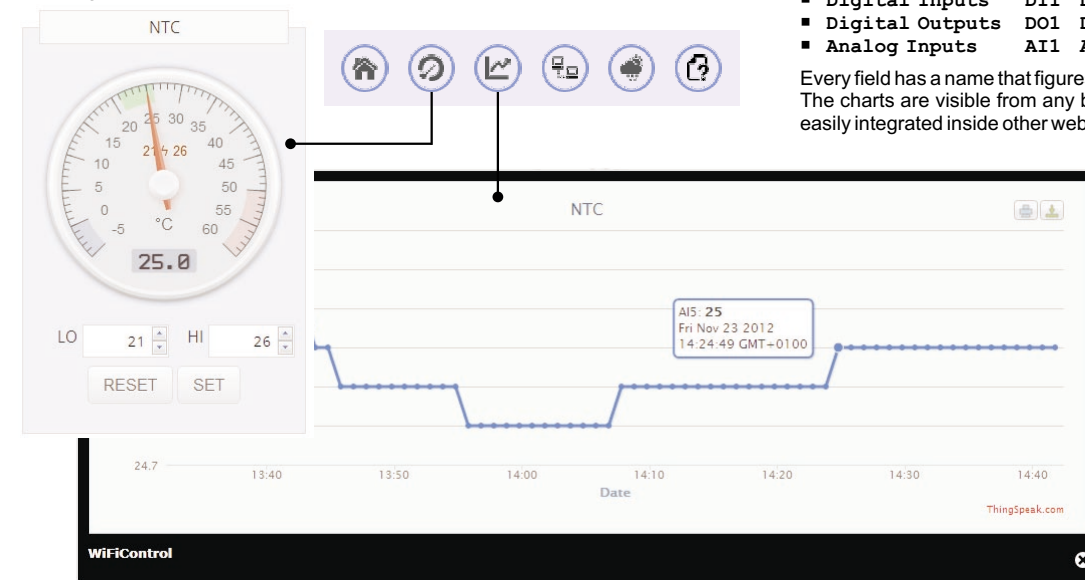 NTC
20 25 30 35
15 21 ÷ 26 40
10 45
5 50
0 55
-5 °C 60
25.0
LO 21 HI 26
RESET SET
Digital Inputs DI1
Digital Outputs DO1
Analog Inputs AI1
Every field has a name that figure
The charts are visible from any
easily integrated inside other web
NTC
AI5: 25
Fri Nov 23 2012
14:24:49 GMT+0100
24.7
13:40 13:50 14:00 14:10 14:20 14:30 14:40
Date
ThingSpeak.com
WiFiControl